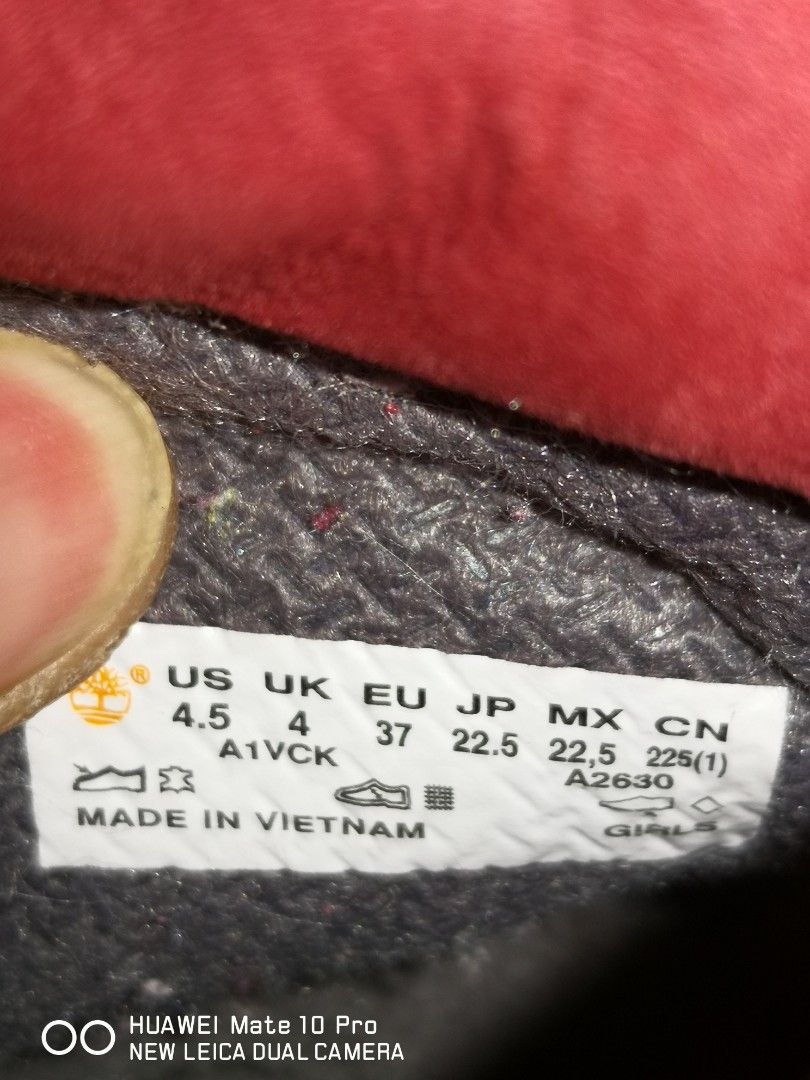 ® US UK EU JP MX CN
4.5 4 37 22.5 22,5 225(1)
A1VCK A2630
MADE IN VIETNAM GIRLS
HUAWEI Mate 10 Pro
NEW LEICA DUAL CAMERA